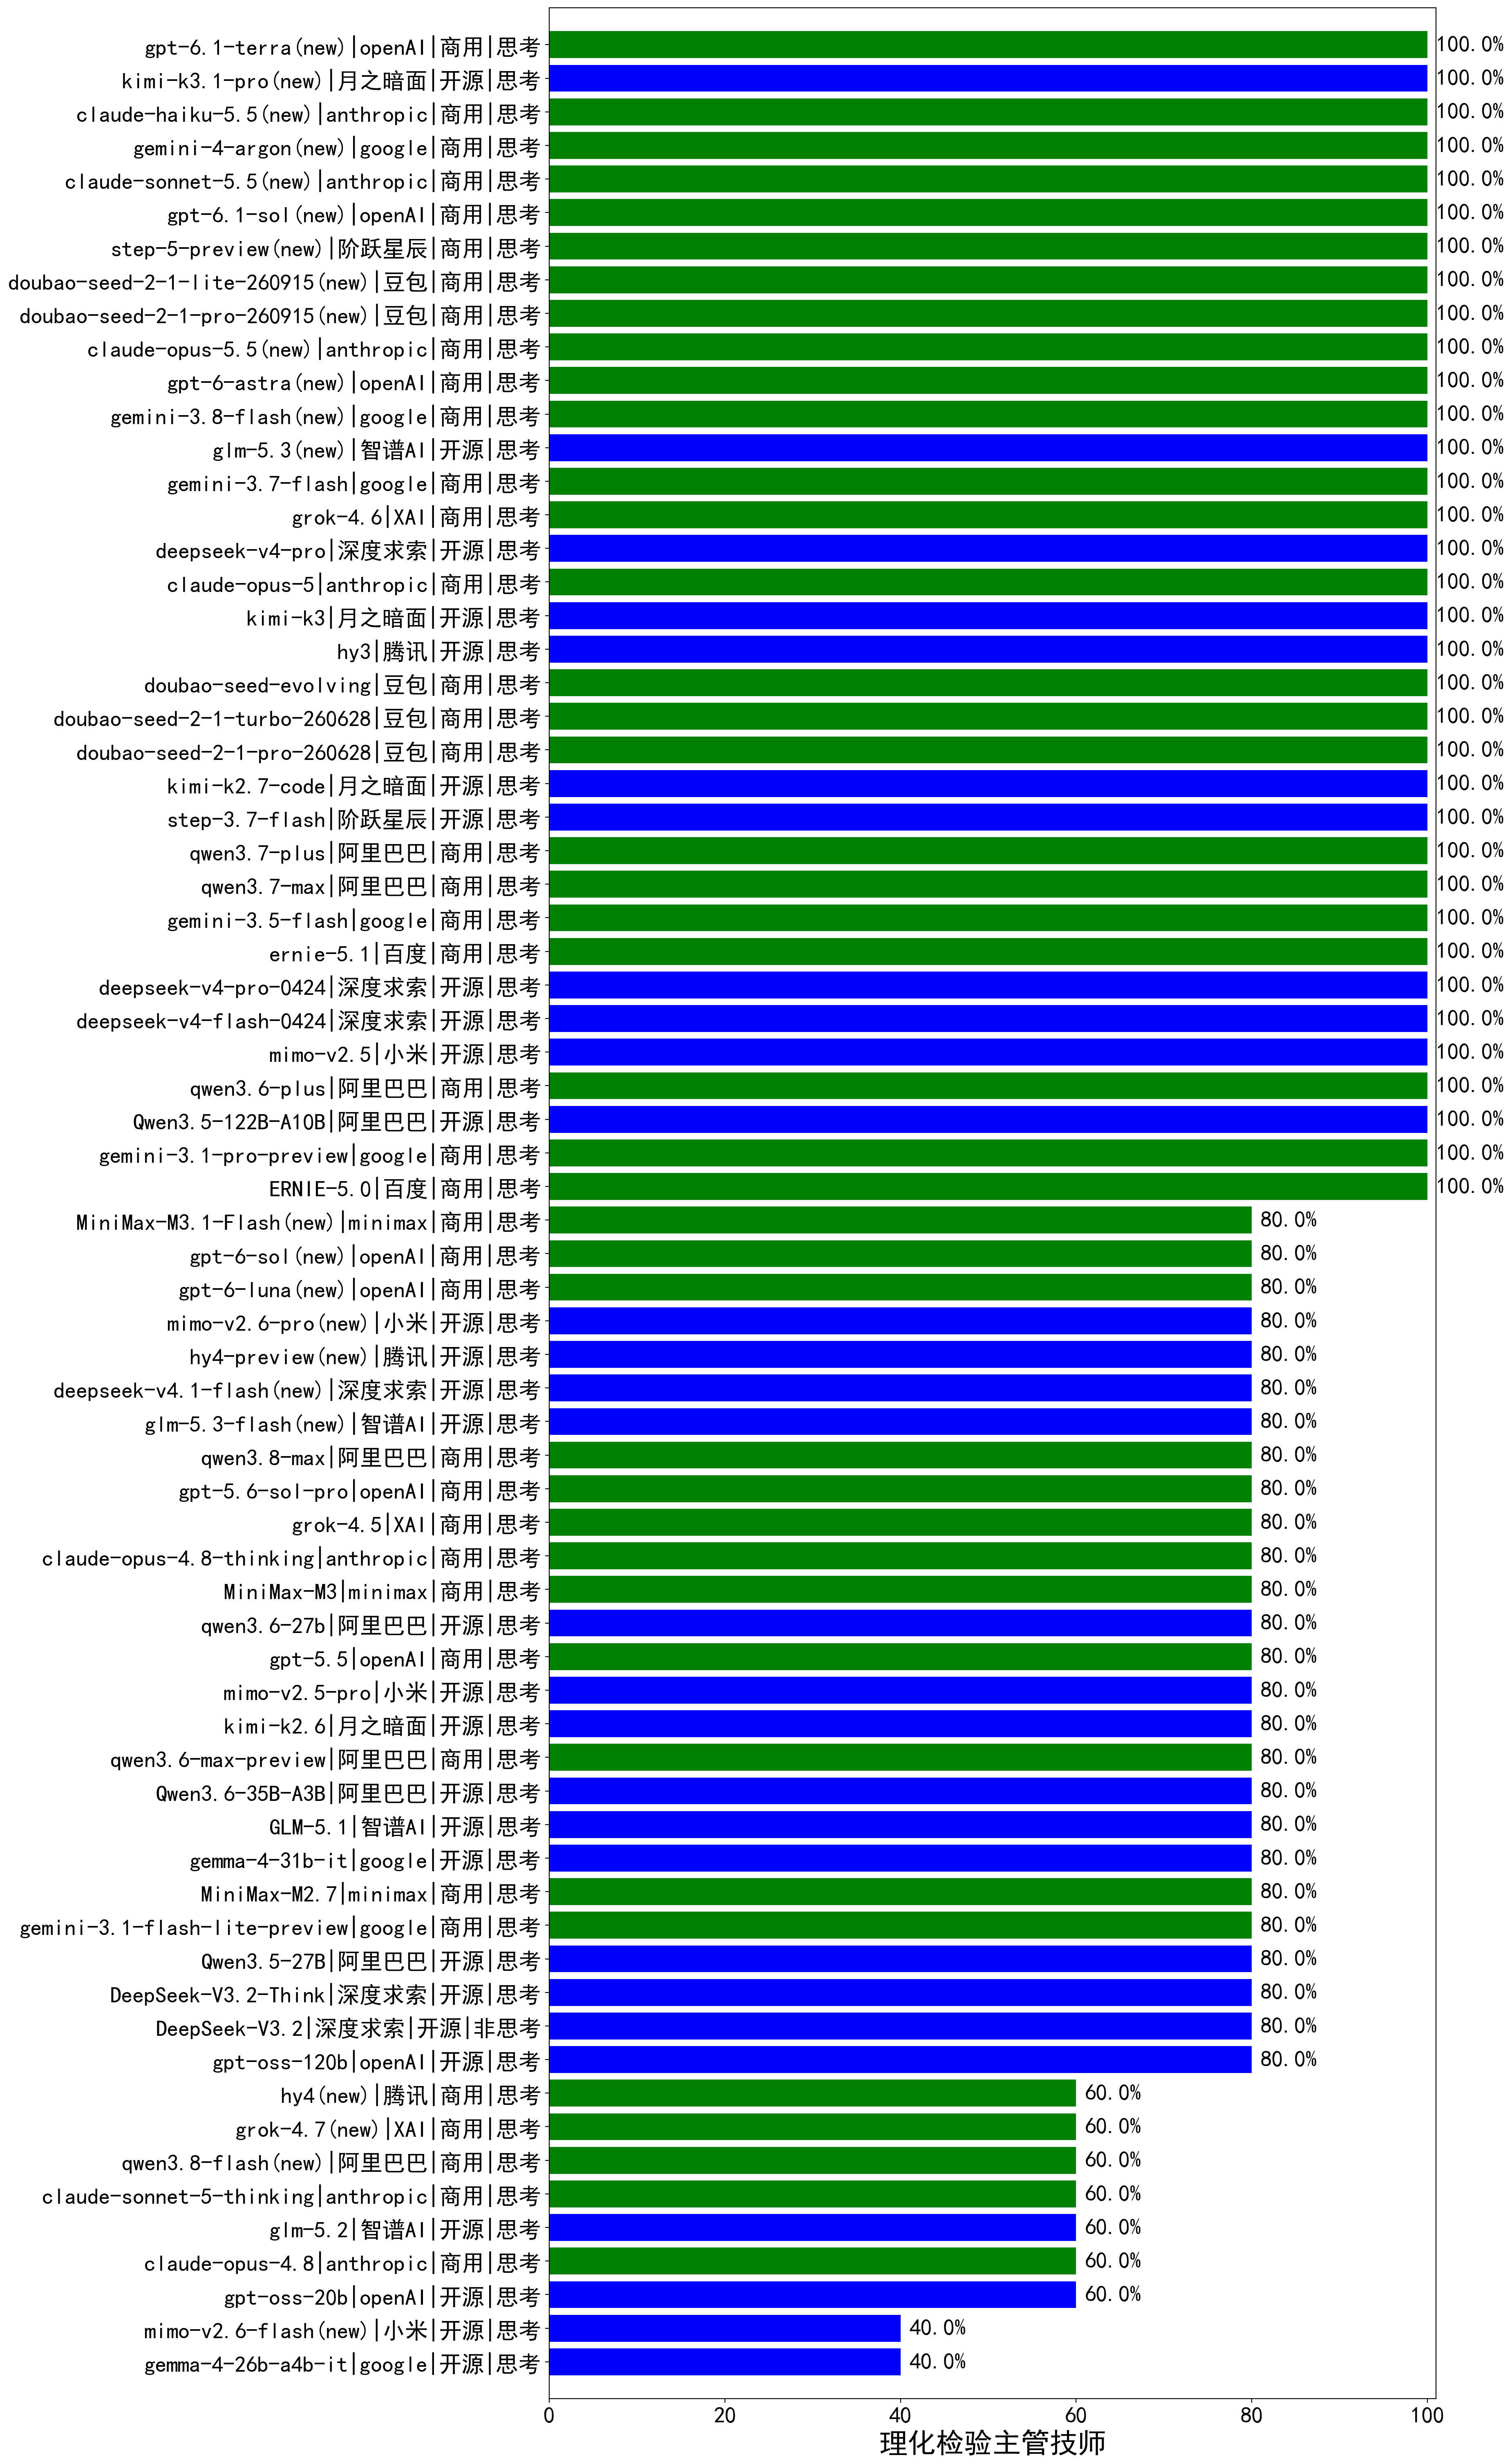 gpt-6.1-terra(new)|openAI|商用|思考 100.0%
kimi-k3.1-pro(new)|月之暗面|开源|思考 100.0%
claude-haiku-5.5(new)|anthropic|商用|思考 100.0%
gemini-4-argon(new)|google|商用|思考 100.0%
claude-sonnet-5.5(new)|anthropic|商用|思考 100.0%
gpt-6.1-sol(new)|openAI|商用|思考 100.0%
step-5-preview(new)|阶跃星辰|商用|思考 100.0%
doubao-seed-2-1-lite-260915(new)|豆包|商用|思考 100.0%
doubao-seed-2-1-pro-260915(new)|豆包|商用|思考 100.0%
claude-opus-5.5(new)|anthropic|商用|思考 100.0%
gpt-6-astra(new)|openAI|商用|思考 100.0%
gemini-3.8-flash(new)|google|商用|思考 100.0%
glm-5.3(new)|智谱AI|开源|思考 100.0%
gemini-3.7-flash|google|商用|思考 100.0%
grok-4.6|XAI|商用|思考 100.0%
deepseek-v4-pro|深度求索|开源|思考 100.0%
claude-opus-5|anthropic|商用|思考 100.0%
kimi-k3|月之暗面|开源|思考 100.0%
hy3|腾讯|开源|思考 100.0%
doubao-seed-evolving|豆包|商用|思考 100.0%
doubao-seed-2-1-turbo-260628|豆包|商用|思考 100.0%
doubao-seed-2-1-pro-260628|豆包|商用|思考 100.0%
kimi-k2.7-code|月之暗面|开源|思考 100.0%
step-3.7-flash|阶跃星辰|开源|思考 100.0%
qwen3.7-plus|阿里巴巴|商用|思考 100.0%
qwen3.7-max|阿里巴巴|商用|思考 100.0%
gemini-3.5-flash|google|商用|思考 100.0%
ernie-5.1|百度|商用|思考 100.0%
deepseek-v4-pro-0424|深度求索|开源|思考 100.0%
deepseek-v4-flash-0424|深度求索|开源|思考 100.0%
mimo-v2.5|小米|开源|思考 100.0%
qwen3.6-plus|阿里巴巴|商用|思考 100.0%
Qwen3.5-122B-A10B|阿里巴巴|开源|思考 100.0%
gemini-3.1-pro-preview|google|商用|思考 100.0%
ERNIE-5.0|百度|商用|思考 100.0%
MiniMax-M3.1-Flash(new)|minimax|商用|思考 80.0%
gpt-6-sol(new)|openAI|商用|思考 80.0%
gpt-6-luna(new)|openAI|商用|思考 80.0%
mimo-v2.6-pro(new)|小米|开源|思考 80.0%
hy4-preview(new)|腾讯|开源|思考 80.0%
deepseek-v4.1-flash(new)|深度求索|开源|思考 80.0%
glm-5.3-flash(new)|智谱AI|开源|思考 80.0%
qwen3.8-max|阿里巴巴|商用|思考 80.0%
gpt-5.6-sol-pro|openAI|商用|思考 80.0%
grok-4.5|XAI|商用|思考 80.0%
claude-opus-4.8-thinking|anthropic|商用|思考 80.0%
MiniMax-M3|minimax|商用|思考 80.0%
qwen3.6-27b|阿里巴巴|开源|思考 80.0%
gpt-5.5|openAI|商用|思考 80.0%
mimo-v2.5-pro|小米|开源|思考 80.0%
kimi-k2.6|月之暗面|开源|思考 80.0%
qwen3.6-max-preview|阿里巴巴|商用|思考 80.0%
Qwen3.6-35B-A3B|阿里巴巴|开源|思考 80.0%
GLM-5.1|智谱AI|开源|思考 80.0%
gemma-4-31b-it|google|开源|思考 80.0%
MiniMax-M2.7|minimax|商用|思考 80.0%
gemini-3.1-flash-lite-preview|google|商用|思考 80.0%
Qwen3.5-27B|阿里巴巴|开源|思考 80.0%
DeepSeek-V3.2-Think|深度求索|开源|思考 80.0%
DeepSeek-V3.2|深度求索|开源|非思考 80.0%
gpt-oss-120b|openAI|开源|思考 80.0%
hy4(new)|腾讯|商用|思考 60.0%
grok-4.7(new)|XAI|商用|思考 60.0%
qwen3.8-flash(new)|阿里巴巴|商用|思考 60.0%
claude-sonnet-5-thinking|anthropic|商用|思考 60.0%
glm-5.2|智谱AI|开源|思考 60.0%
claude-opus-4.8|anthropic|商用|思考 60.0%
gpt-oss-20b|openAI|开源|思考 60.0%
mimo-v2.6-flash(new)|小米|开源|思考 40.0%
gemma-4-26b-a4b-it|google|开源|思考 40.0%
0 20 40 60 80 100
理化检验主管技师